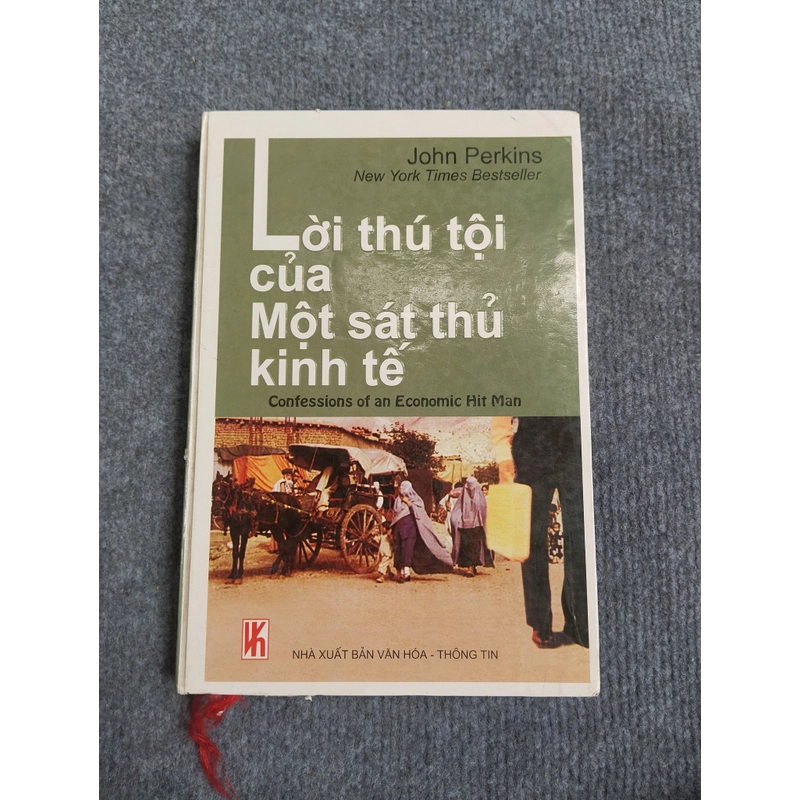 John Perkins
New York Times Bestseller
Lời thú tội
của
Một sát thủ
kinh tế
Confessions of an Economic Hit Man
NHÀ XUẤT BẢN VĂN HÓA - THÔNG TIN